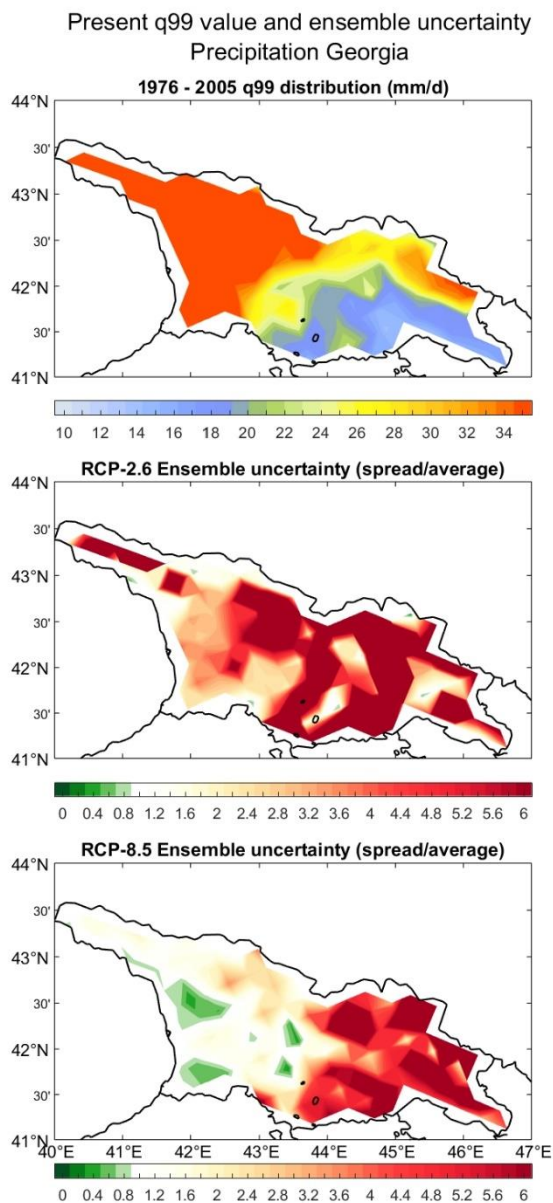 Present q99 value and ensemble uncertainty
Precipitation Georgia
1976 - 2005 q99 distribution (mm/d)
44°N
30'
43°N
30'
42°N
30'
41°N
10 12 14 16 18 20 22 24 26 28 30 32 34
RCP-2.6 Ensemble uncertainty (spread/average)
44°N
30'
43°N
30'
42°N
30'
41°N
0 0.4 0.8 1.2 1.6 2 2.4 2.8 3.2 3.6 4 4.4 4.8 5.2 5.6 6
RCP-8.5 Ensemble uncertainty (spread/average)
44°N
30'
43°N
30'
42°N
30'
41°N
40°E 41°E 42°E 43°E 44°E 45°E 46°E 47°E
0 0.4 0.8 1.2 1.6 2 2.4 2.8 3.2 3.6 4 4.4 4.8 5.2 5.6 6